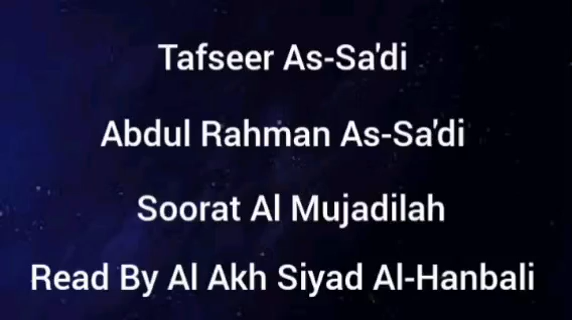 Tafseer As-Sa'di
Abdul Rahman As-Sa'di
Soorat Al Mujadilah
Read By Al Akh Siyad Al-Hanbali